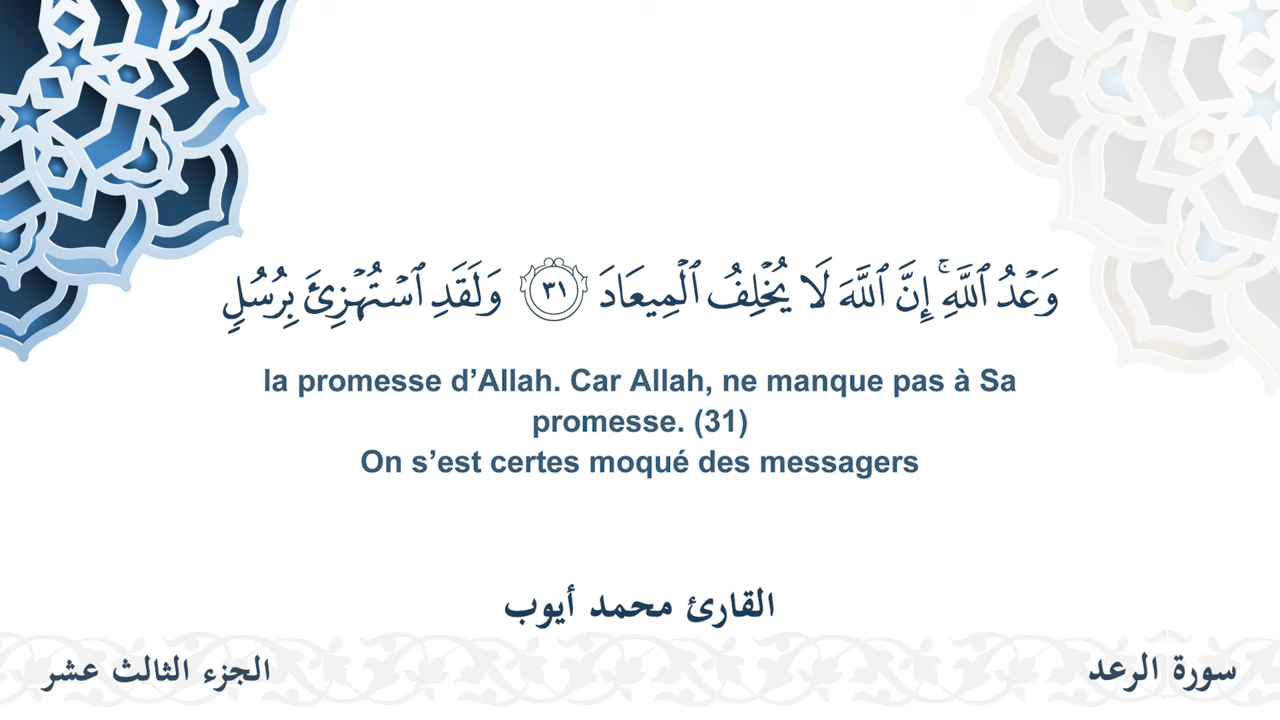 وَعْدُ ٱللَّهِ ۚ إِنَّ ٱللَّهَ لَا يُخْلِفُ ٱلْمِيعَادَ ٣١ وَلَقَدِ ٱسْتُهْزِئَ بِرُسُلٍ
la promesse d’Allah. Car Allah, ne manque pas à Sa
promesse. (31)
On s’est certes moqué des messagers
القارئ محمد أيوب
سورة الرعد
الجزء الثالث عشر